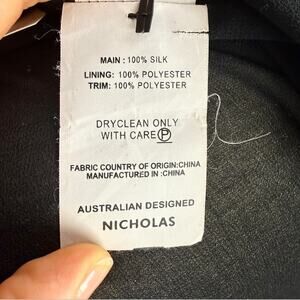 MAIN : 100% SILK
LINING: 100% POLYESTER
TRIM: 100% POLYESTER
DRYCLEAN ONLY
WITH CARE Ⓟ
FABRIC COUNTRY OF ORIGIN:CHINA
MANUFACTURED IN :CHINA
AUSTRALIAN DESIGNED
NICHOLAS